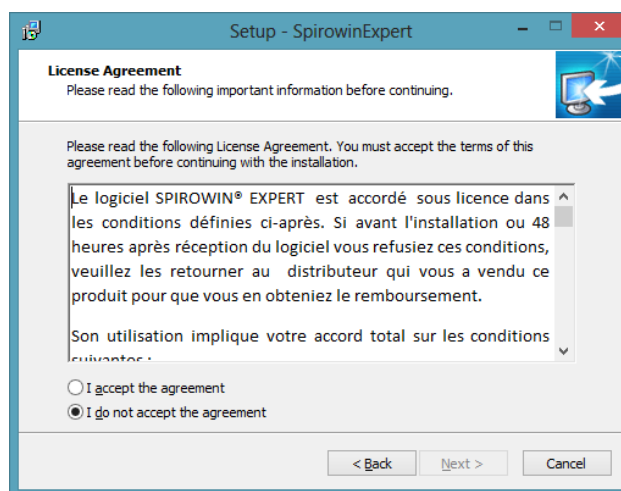 Setup - SpirowinExpert
License Agreement
Please read the following important information before continuing.
Please read the following License Agreement. You must accept the terms of this
agreement before continuing with the installation.
Le logiciel SPIROWIN® EXPERT est accordé sous licence dans
les conditions définies ci-après. Si avant l'installation ou 48
heures après réception du logiciel vous refusiez ces conditions,
veuillez les retourner au distributeur qui vous a vendu ce
produit pour que vous en obteniez le remboursement.
Son utilisation implique votre accord total sur les conditions
suivantes :
I accept the agreement
I do not accept the agreement
< Back Next > Cancel